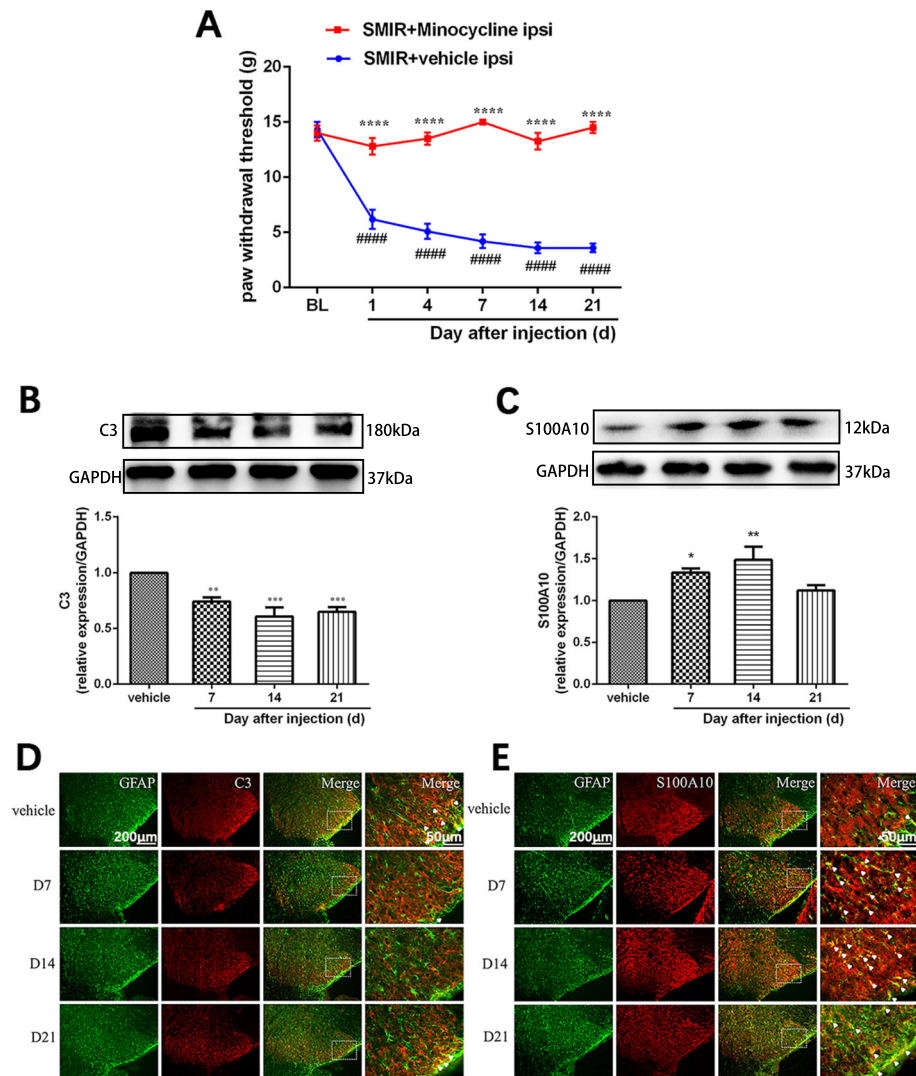 A
SMIR+Minocycline ipsi
SMIR+vehicle ipsi
paw withdrawal threshold (g)
20
15
10
5
0
**** **** **** **** ****
#### #### #### #### ####
BL 1 4 7 14 21
Day after injection (d)
B
C3 180kDa
GAPDH 37kDa
C3
(relative expression/GAPDH)
1.5
1.0
0.5
0.0
** *** ***
vehicle 7 14 21
Day after injection (d)
C
S100A10 12kDa
GAPDH 37kDa
S100A10
(relative expression/GAPDH)
2.0
1.5
1.0
0.5
0.0
* **
vehicle 7 14 21
Day after injection (d)
D
GFAP C3 Merge Merge
vehicle
200μm 50μm
D7
D14
D21
E
GFAP S100A10 Merge Merge
vehicle
200μm 50μm
D7
D14
D21